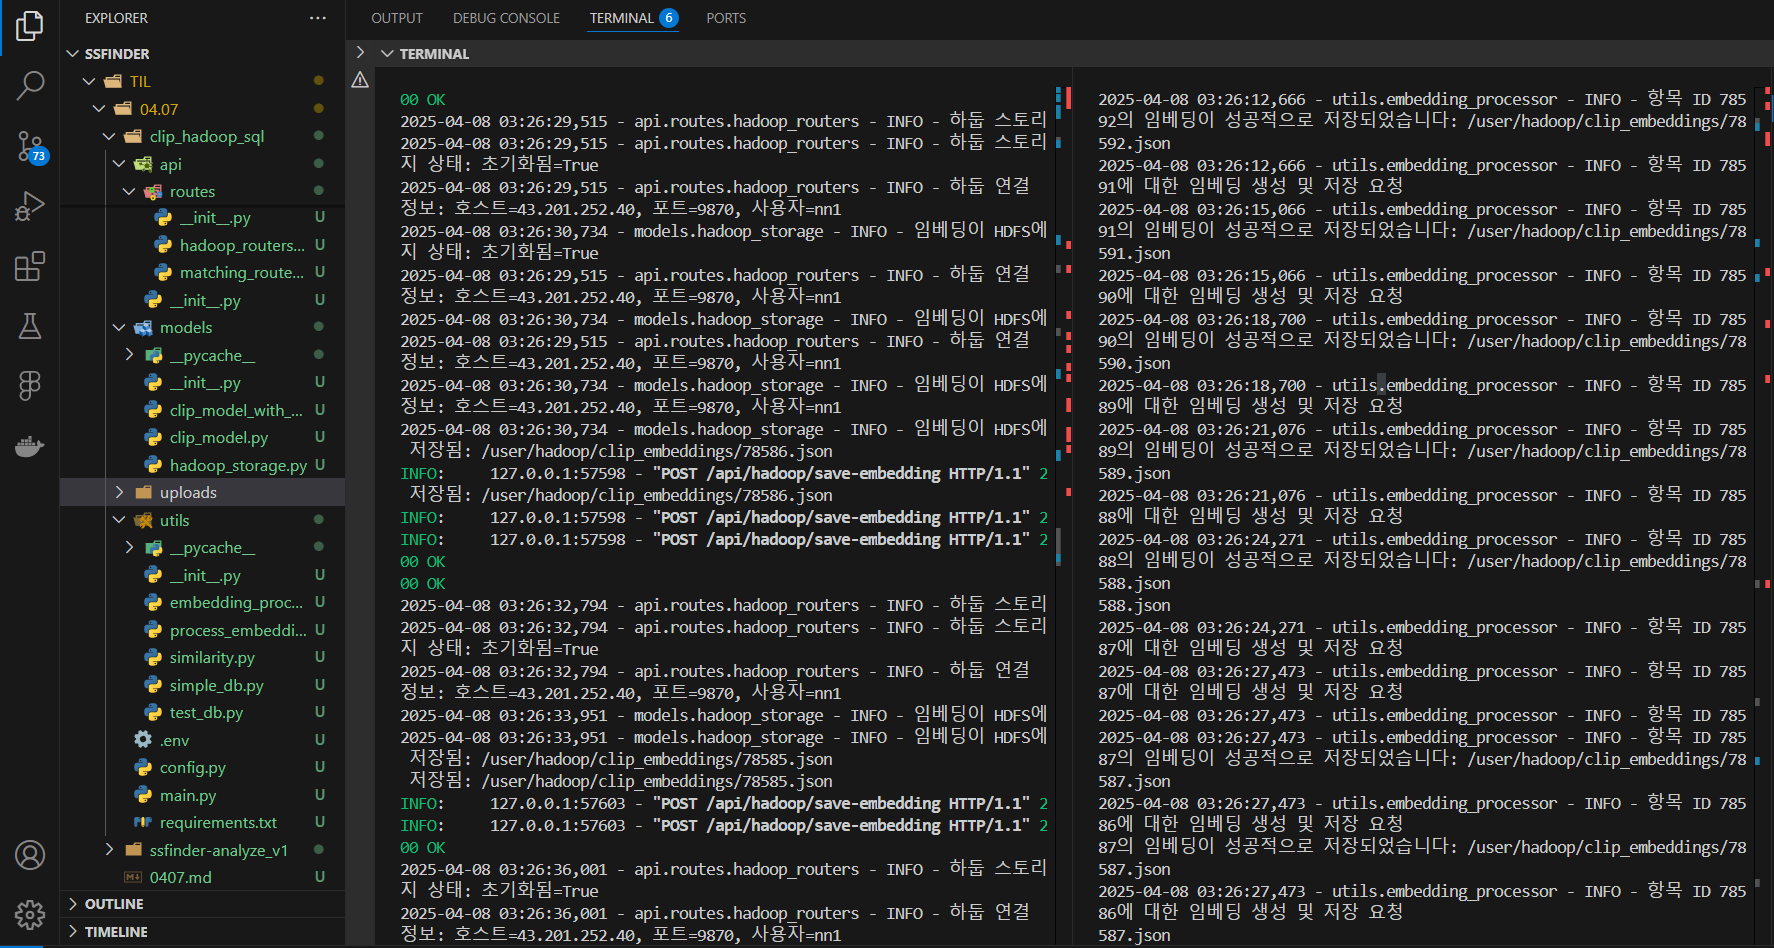 EXPLORER
SSFINDER
TIL
04.07
clip_hadoop_sql
api
routes
__init__.py U
hadoop_routers... U
matching_route... U
__init__.py U
models
__pycache__
__init__.py U
clip_model_with_... U
clip_model.py U
hadoop_storage.py U
uploads
utils
__pycache__
__init__.py U
embedding_proc... U
process_embeddi... U
similarity.py U
simple_db.py U
test_db.py U
.env U
config.py U
main.py U
requirements.txt U
ssfinder-analyze_v1
0407.md U
OUTLINE
TIMELINE
73
OUTPUT DEBUG CONSOLE TERMINAL 6 PORTS
TERMINAL
00 OK
2025-04-08 03:26:29,515 - api.routes.hadoop_routers - INFO - 하둡 스토리
2025-04-08 03:26:29,515 - api.routes.hadoop_routers - INFO - 하둡 스토리
지 상태: 초기화됨=True
2025-04-08 03:26:29,515 - api.routes.hadoop_routers - INFO - 하둡 연결
정보: 호스트=43.201.252.40, 포트=9870, 사용자=nn1
2025-04-08 03:26:30,734 - models.hadoop_storage - INFO - 임베딩이 HDFS에
지 상태: 초기화됨=True
2025-04-08 03:26:29,515 - api.routes.hadoop_routers - INFO - 하둡 연결
정보: 호스트=43.201.252.40, 포트=9870, 사용자=nn1
2025-04-08 03:26:30,734 - models.hadoop_storage - INFO - 임베딩이 HDFS에
2025-04-08 03:26:29,515 - api.routes.hadoop_routers - INFO - 하둡 연결
정보: 호스트=43.201.252.40, 포트=9870, 사용자=nn1
2025-04-08 03:26:30,734 - models.hadoop_storage - INFO - 임베딩이 HDFS에
정보: 호스트=43.201.252.40, 포트=9870, 사용자=nn1
2025-04-08 03:26:30,734 - models.hadoop_storage - INFO - 임베딩이 HDFS에
저장됨: /user/hadoop/clip_embeddings/78586.json
INFO: 127.0.0.1:57598 - "POST /api/hadoop/save-embedding HTTP/1.1" 2
저장됨: /user/hadoop/clip_embeddings/78586.json
INFO: 127.0.0.1:57598 - "POST /api/hadoop/save-embedding HTTP/1.1" 2
INFO: 127.0.0.1:57598 - "POST /api/hadoop/save-embedding HTTP/1.1" 2
00 OK
00 OK
2025-04-08 03:26:32,794 - api.routes.hadoop_routers - INFO - 하둡 스토리
2025-04-08 03:26:32,794 - api.routes.hadoop_routers - INFO - 하둡 스토리
지 상태: 초기화됨=True
2025-04-08 03:26:32,794 - api.routes.hadoop_routers - INFO - 하둡 연결
정보: 호스트=43.201.252.40, 포트=9870, 사용자=nn1
2025-04-08 03:26:33,951 - models.hadoop_storage - INFO - 임베딩이 HDFS에
2025-04-08 03:26:33,951 - models.hadoop_storage - INFO - 임베딩이 HDFS에
저장됨: /user/hadoop/clip_embeddings/78585.json
저장됨: /user/hadoop/clip_embeddings/78585.json
INFO: 127.0.0.1:57603 - "POST /api/hadoop/save-embedding HTTP/1.1" 2
INFO: 127.0.0.1:57603 - "POST /api/hadoop/save-embedding HTTP/1.1" 2
00 OK
2025-04-08 03:26:36,001 - api.routes.hadoop_routers - INFO - 하둡 스토리
지 상태: 초기화됨=True
2025-04-08 03:26:36,001 - api.routes.hadoop_routers - INFO - 하둡 연결
정보: 호스트=43.201.252.40, 포트=9870, 사용자=nn1
2025-04-08 03:26:12,666 - utils.embedding_processor - INFO - 항목 ID 785
92의 임베딩이 성공적으로 저장되었습니다: /user/hadoop/clip_embeddings/78
592.json
2025-04-08 03:26:12,666 - utils.embedding_processor - INFO - 항목 ID 785
91에 대한 임베딩 생성 및 저장 요청
2025-04-08 03:26:15,066 - utils.embedding_processor - INFO - 항목 ID 785
91의 임베딩이 성공적으로 저장되었습니다: /user/hadoop/clip_embeddings/78
591.json
2025-04-08 03:26:15,066 - utils.embedding_processor - INFO - 항목 ID 785
90에 대한 임베딩 생성 및 저장 요청
2025-04-08 03:26:18,700 - utils.embedding_processor - INFO - 항목 ID 785
90의 임베딩이 성공적으로 저장되었습니다: /user/hadoop/clip_embeddings/78
590.json
2025-04-08 03:26:18,700 - utils.embedding_processor - INFO - 항목 ID 785
89에 대한 임베딩 생성 및 저장 요청
2025-04-08 03:26:21,076 - utils.embedding_processor - INFO - 항목 ID 785
89의 임베딩이 성공적으로 저장되었습니다: /user/hadoop/clip_embeddings/78
589.json
2025-04-08 03:26:21,076 - utils.embedding_processor - INFO - 항목 ID 785
88에 대한 임베딩 생성 및 저장 요청
2025-04-08 03:26:24,271 - utils.embedding_processor - INFO - 항목 ID 785
88의 임베딩이 성공적으로 저장되었습니다: /user/hadoop/clip_embeddings/78
588.json
588.json
2025-04-08 03:26:24,271 - utils.embedding_processor - INFO - 항목 ID 785
87에 대한 임베딩 생성 및 저장 요청
2025-04-08 03:26:27,473 - utils.embedding_processor - INFO - 항목 ID 785
87에 대한 임베딩 생성 및 저장 요청
2025-04-08 03:26:27,473 - utils.embedding_processor - INFO - 항목 ID 785
2025-04-08 03:26:27,473 - utils.embedding_processor - INFO - 항목 ID 785
87의 임베딩이 성공적으로 저장되었습니다: /user/hadoop/clip_embeddings/78
587.json
2025-04-08 03:26:27,473 - utils.embedding_processor - INFO - 항목 ID 785
86에 대한 임베딩 생성 및 저장 요청
87의 임베딩이 성공적으로 저장되었습니다: /user/hadoop/clip_embeddings/78
587.json
2025-04-08 03:26:27,473 - utils.embedding_processor - INFO - 항목 ID 785
86에 대한 임베딩 생성 및 저장 요청
587.json